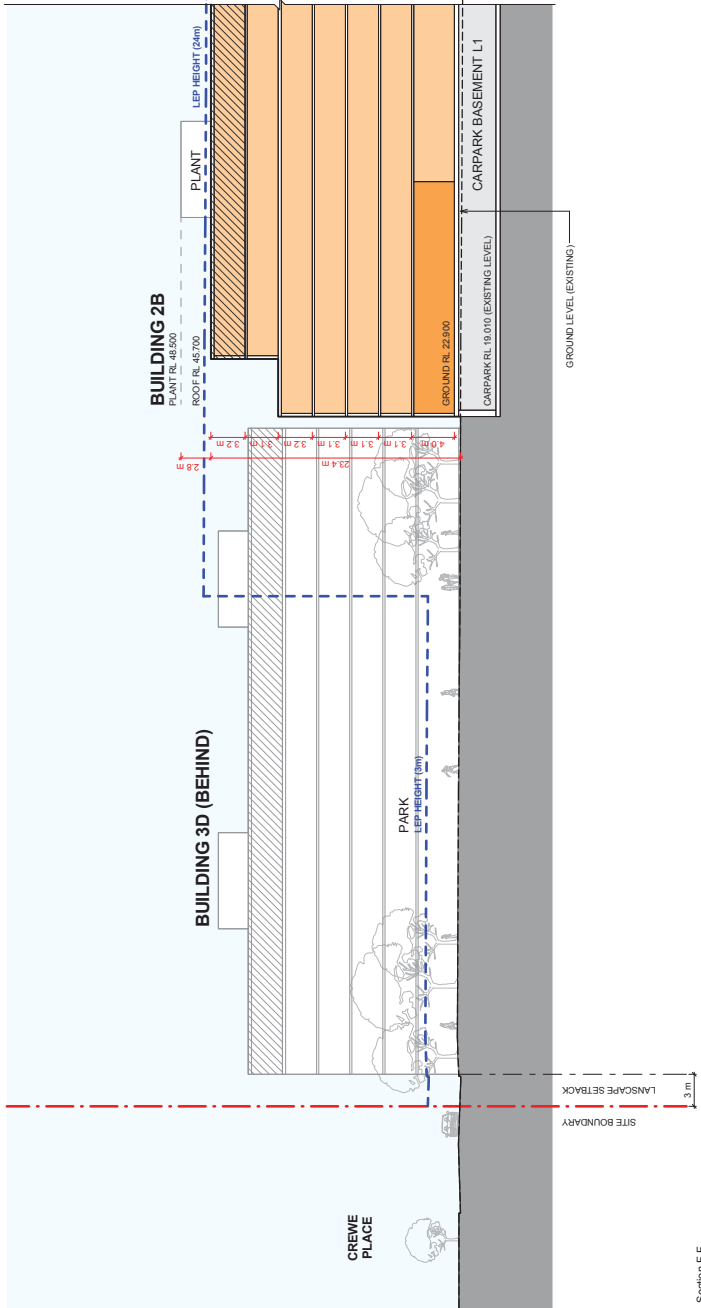 BUILDING 2B
PLANT RL 48.500
ROOF RL 45.700
PLANT
LEP HEIGHT (24m)
BUILDING 3D (BEHIND)
2.8 m
3.2 m
3.1 m
3.2 m
3.1 m
3.1 m
3.1 m
4.0 m
23.4 m
PARK
LEP HEIGHT (3m)
GROUND RL 22.900
CARPARK RL 19.010 (EXISTING LEVEL)
CARPARK BASEMENT L1
GROUND LEVEL (EXISTING)
CREWE
PLACE
SITE BOUNDARY
LANSCAPE SETBACK
3 m